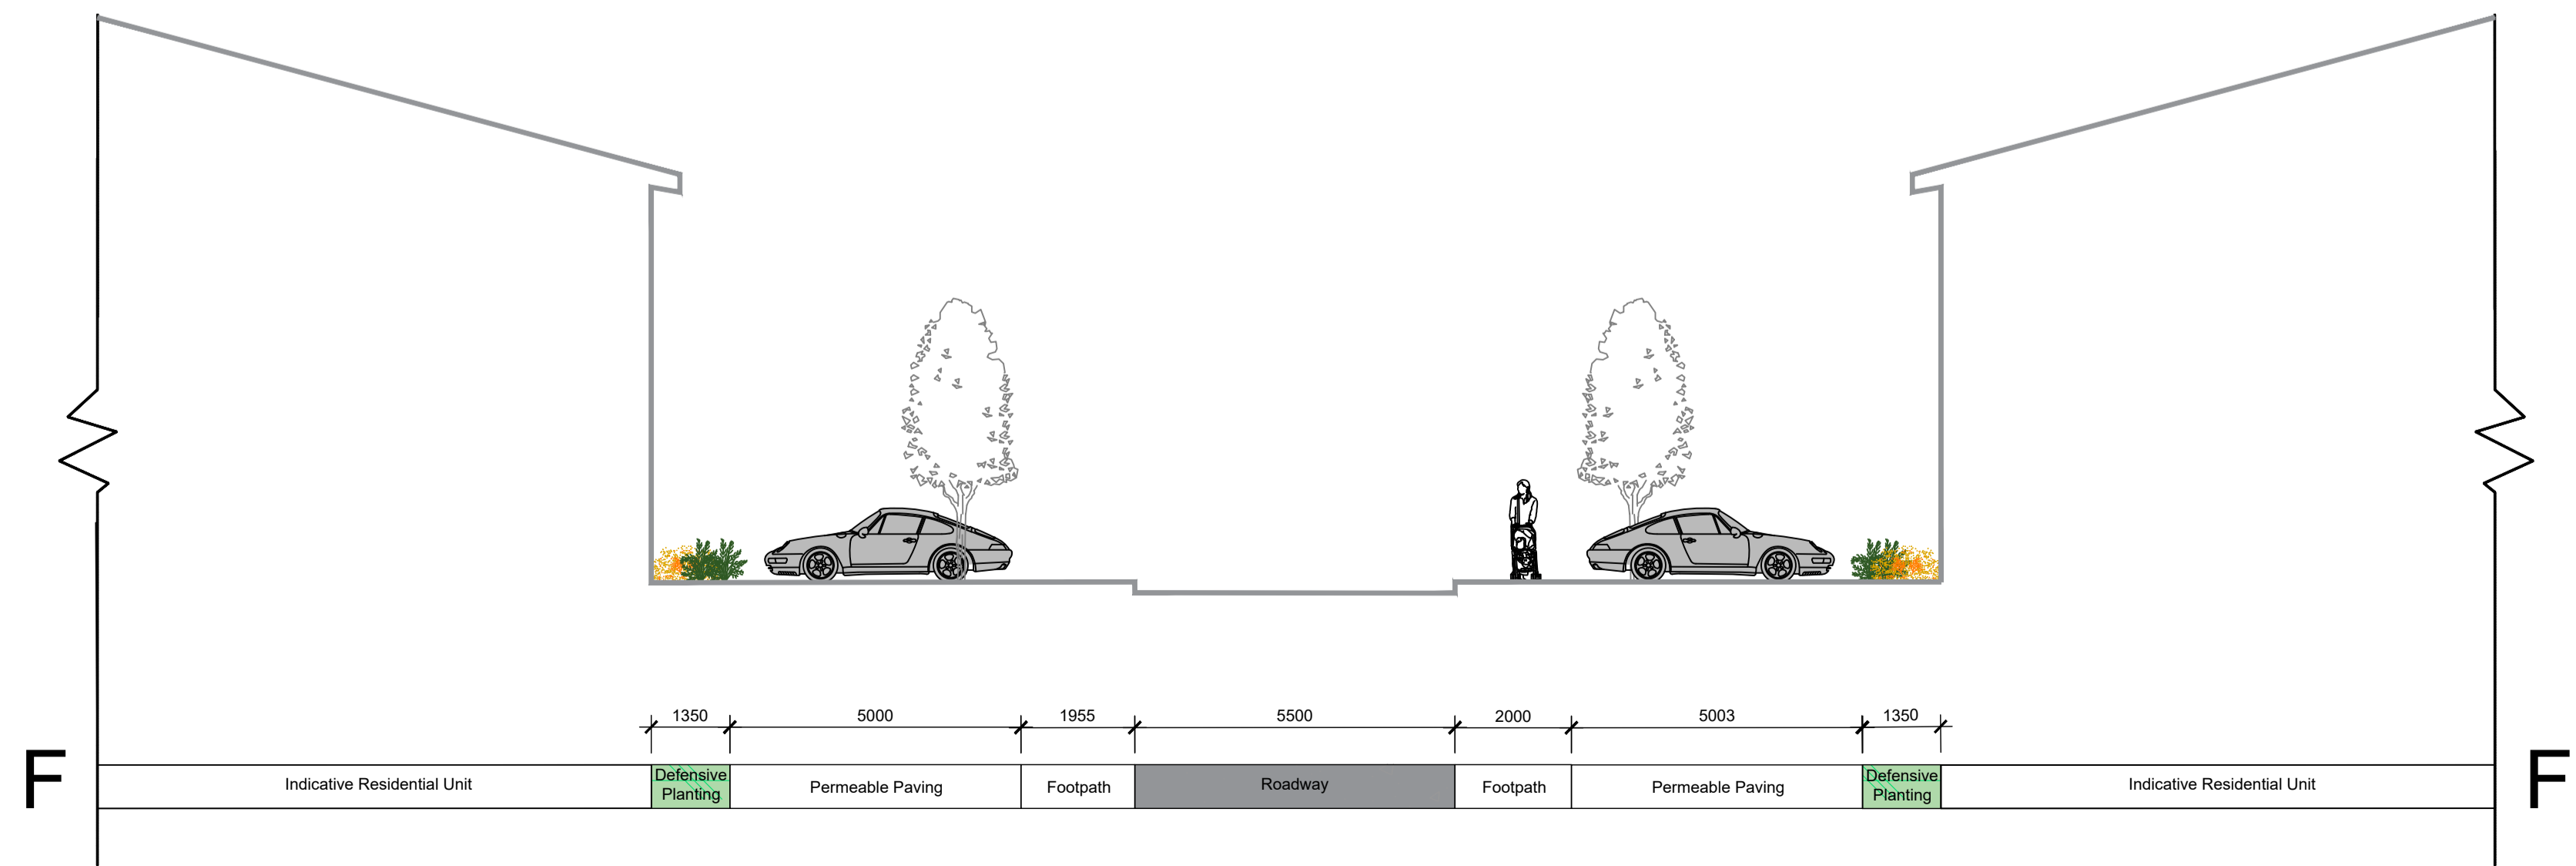 1350 5000 1955 5500 2000 5003 1350
F Indicative Residential Unit Defensive Planting Permeable Paving Footpath Roadway Footpath Permeable Paving Defensive Planting Indicative Residential Unit F